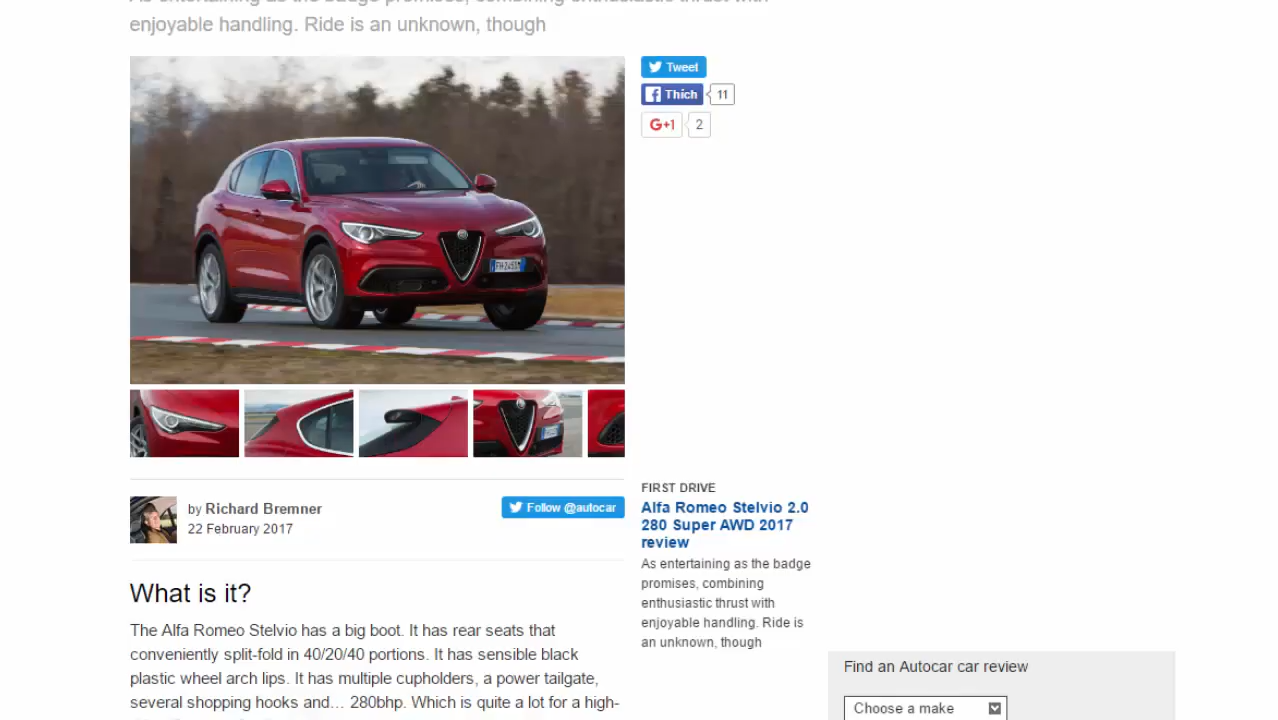 As entertaining as the badge promises, combining enthusiastic thrust with
enjoyable handling. Ride is an unknown, though
Tweet
Thich
11
G+1
2
by Richard Bremner
22 February 2017
Follow @autocar
What is it?
The Alfa Romeo Stelvio has a big boot. It has rear seats that
conveniently split-fold in 40/20/40 portions. It has sensible black
plastic wheel arch lips. It has multiple cupholders, a power tailgate,
several shopping hooks and... 280bhp. Which is quite a lot for a high-
FIRST DRIVE
Alfa Romeo Stelvio 2.0
280 Super AWD 2017
review
As entertaining as the badge
promises, combining
enthusiastic thrust with
enjoyable handling. Ride is
an unknown, though
Find an Autocar car review
Choose a make